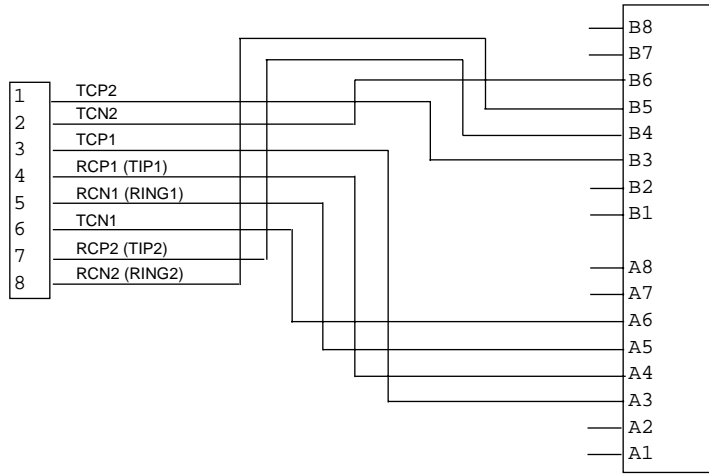 1 TCP2
2 TCN2
3 TCP1
4 RCP1 (TIP1)
5 RCN1 (RING1)
6 TCN1
7 RCP2 (TIP2)
8 RCN2 (RING2)
B8
B7
B6
B5
B4
B3
B2
B1
A8
A7
A6
A5
A4
A3
A2
A1